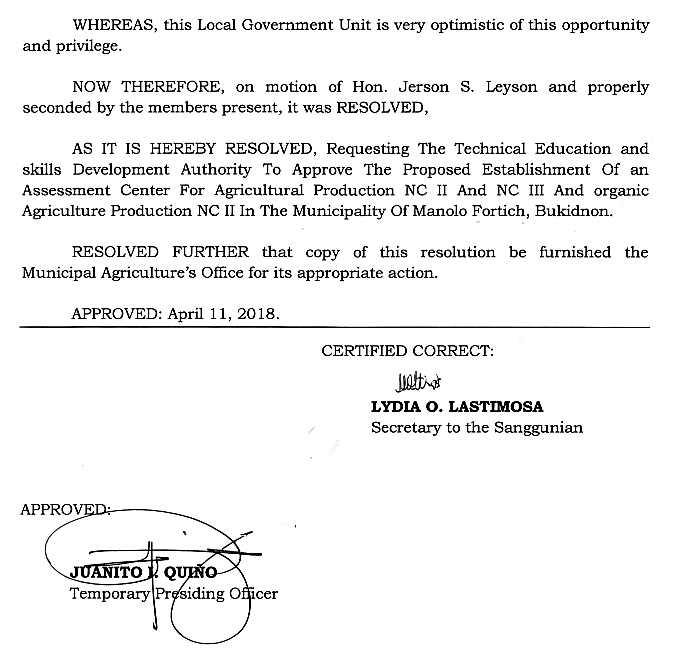 WHEREAS, this Local Government Unit is very optimistic of this opportunity
and privilege.
NOW THEREFORE, on motion of Hon. Jerson S. Leyson and properly
seconded by the members present, it was RESOLVED,
AS IT IS HEREBY RESOLVED, Requesting The Technical Education and
skills Development Authority To Approve The Proposed Establishment Of an
Assessment Center For Agricultural Production NC II And NC III And organic
Agriculture Production NC II In The Municipality Of Manolo Fortich, Bukidnon.
RESOLVED FURTHER that copy of this resolution be furnished the
Municipal Agriculture's Office for its appropriate action.
APPROVED: April 11, 2018.
CERTIFIED CORRECT:
LYDIA O. LASTIMOSA
Secretary to the Sanggunian
APPROVED:
JUANITO QUIÑO
Temporary Presiding Officer